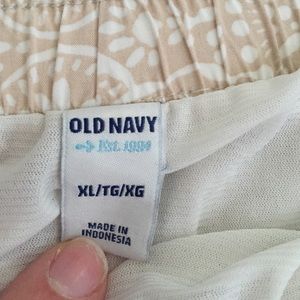 OLD NAVY
EST. 1994
XL/TG/XG
MADE IN
INDONESIA